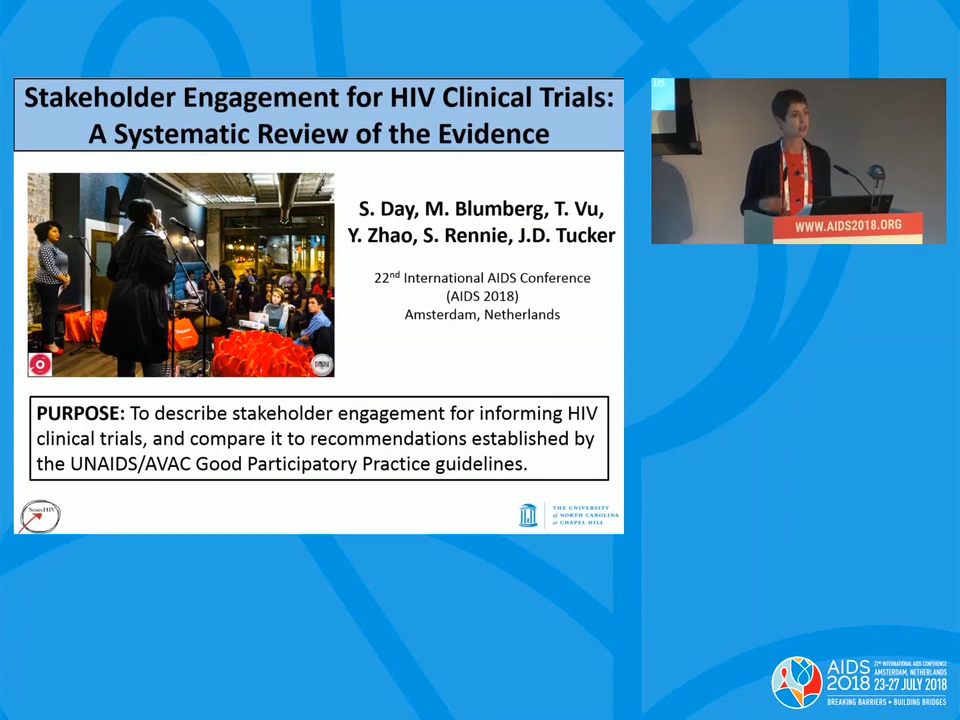 Stakeholder Engagement for HIV Clinical Trials:
A Systematic Review of the Evidence
S. Day, M. Blumberg, T. Vu,
Y. Zhao, S. Rennie, J.D. Tucker
22nd International AIDS Conference
(AIDS 2018)
Amsterdam, Netherlands
PURPOSE: To describe stakeholder engagement for informing HIV
clinical trials, and compare it to recommendations established by
the UNAIDS/AVAC Good Participatory Practice guidelines.
SearcHIV
THE UNIVERSITY
of NORTH CAROLINA
at CHAPEL HILL
18
WWW.AIDS2018.ORG
AIDS
2018
22ND INTERNATIONAL AIDS CONFERENCE
AMSTERDAM, NETHERLANDS
23-27 JULY 2018
BREAKING BARRIERS • BUILDING BRIDGES